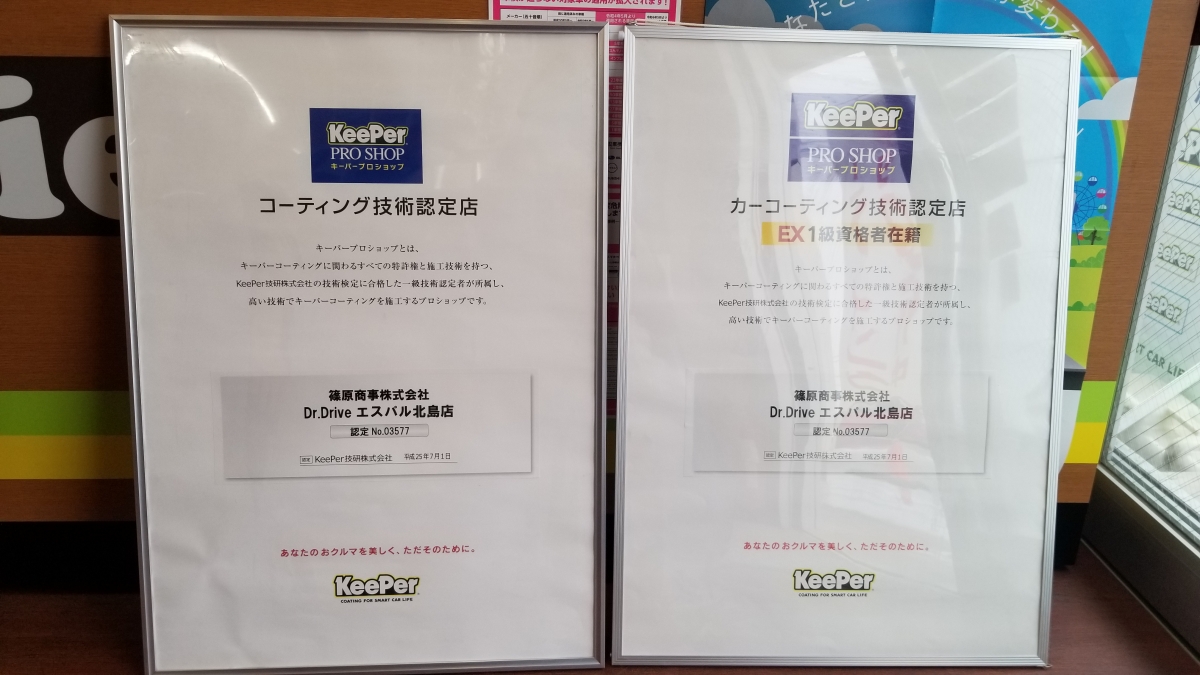 KeePer
PRO SHOP
キーパープロショップ
コーティング技術認定店
キーパープロショップとは、
キーパーコーティングに関わるすべての特許権と施工技術を持つ、
KeePer技研株式会社の技術検定に合格した一級技術認定者が所属し、
高い技術でキーパーコーティングを施工するプロショップです。
篠原商事株式会社
Dr.Drive エスパル北島店
認定 No.03577
認定 KeePer技研株式会社 平成25年7月1日
あなたのおクルマを美しく、ただそのために。
KeePer
COATING FOR SMART CAR LIFE
KeePer
PRO SHOP
キーパープロショップ
カーコーティング技術認定店
EX1級資格者在籍
キーパープロショップとは、
キーパーコーティングに関わるすべての特許権と施工技術を持つ、
KeePer技研株式会社の技術検定に合格した一級技術認定者が所属し、
高い技術でキーパーコーティングを施工するプロショップです。
篠原商事株式会社
Dr.Drive エスパル北島店
認定 No.03577
認定 KeePer技研株式会社 平成25年7月1日
あなたのおクルマを美しく、ただそのために。
KeePer
COATING FOR SMART CAR LIFE
CAR LIFE